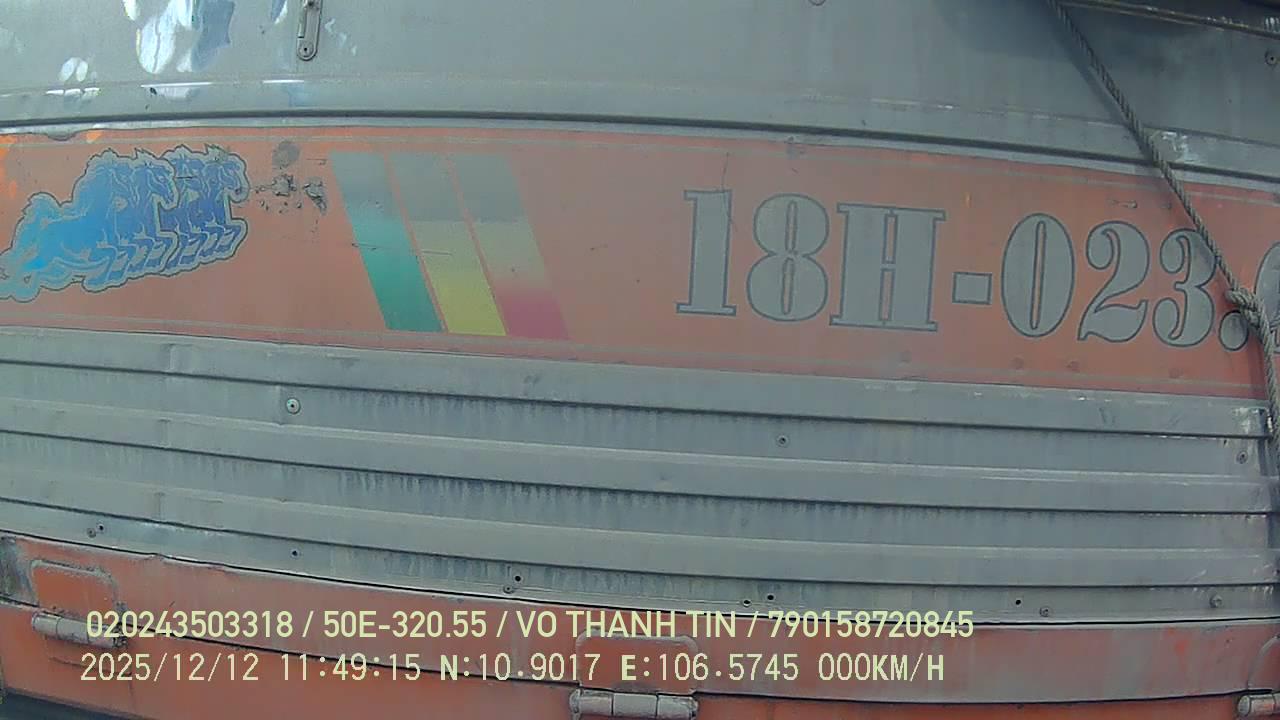 18H-023.
020243503318 / 50E-320.55 / VO THANH TIN / 790158720845
2025/12/12 11:49:15 N:10.9017 E:106.5745 000KM/H